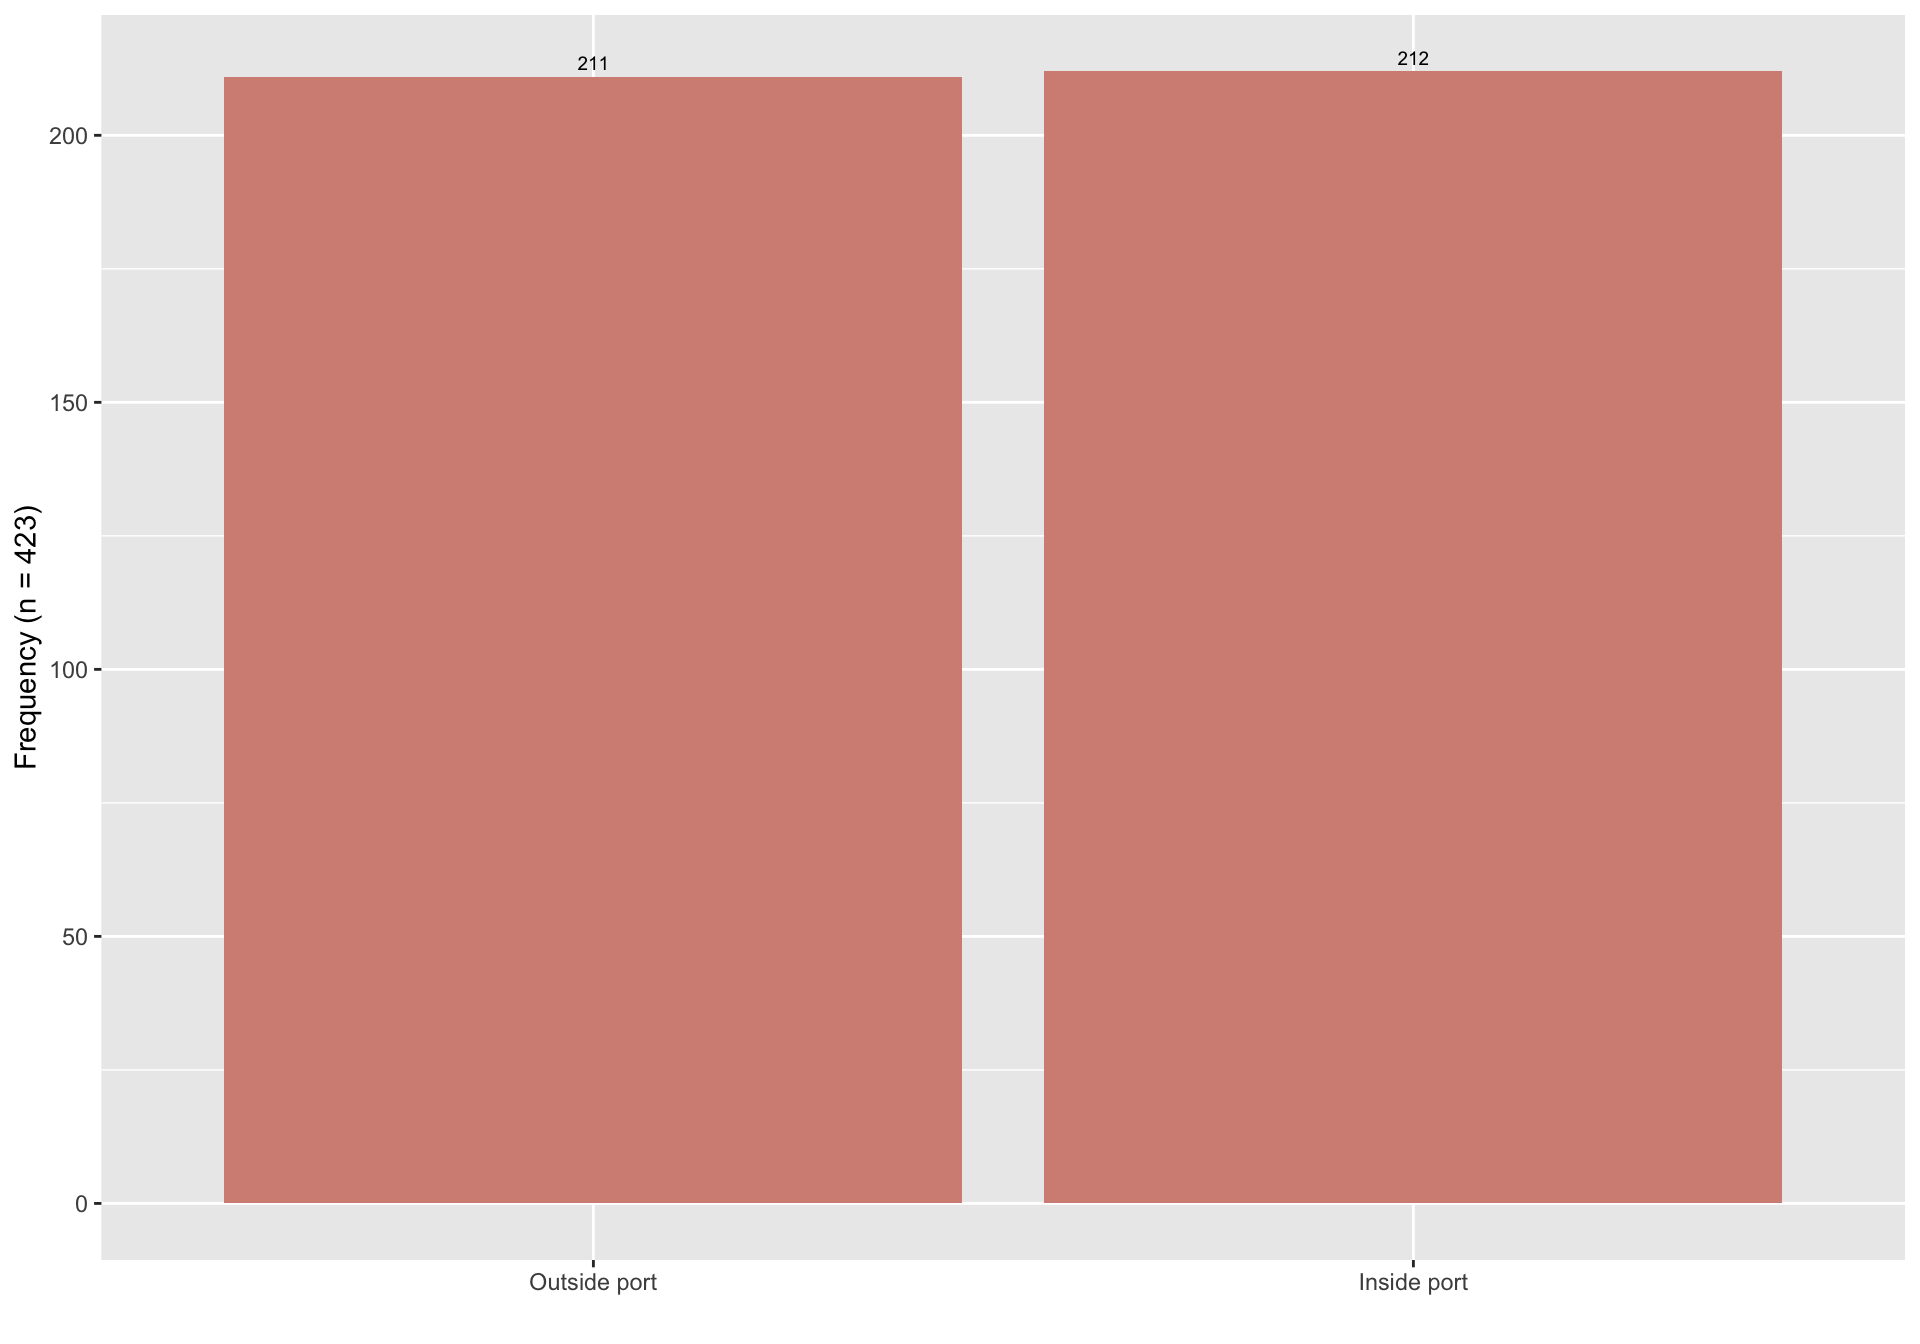 Frequency (n = 423)
200
150
100
50
0
211
212
Outside port
Inside port